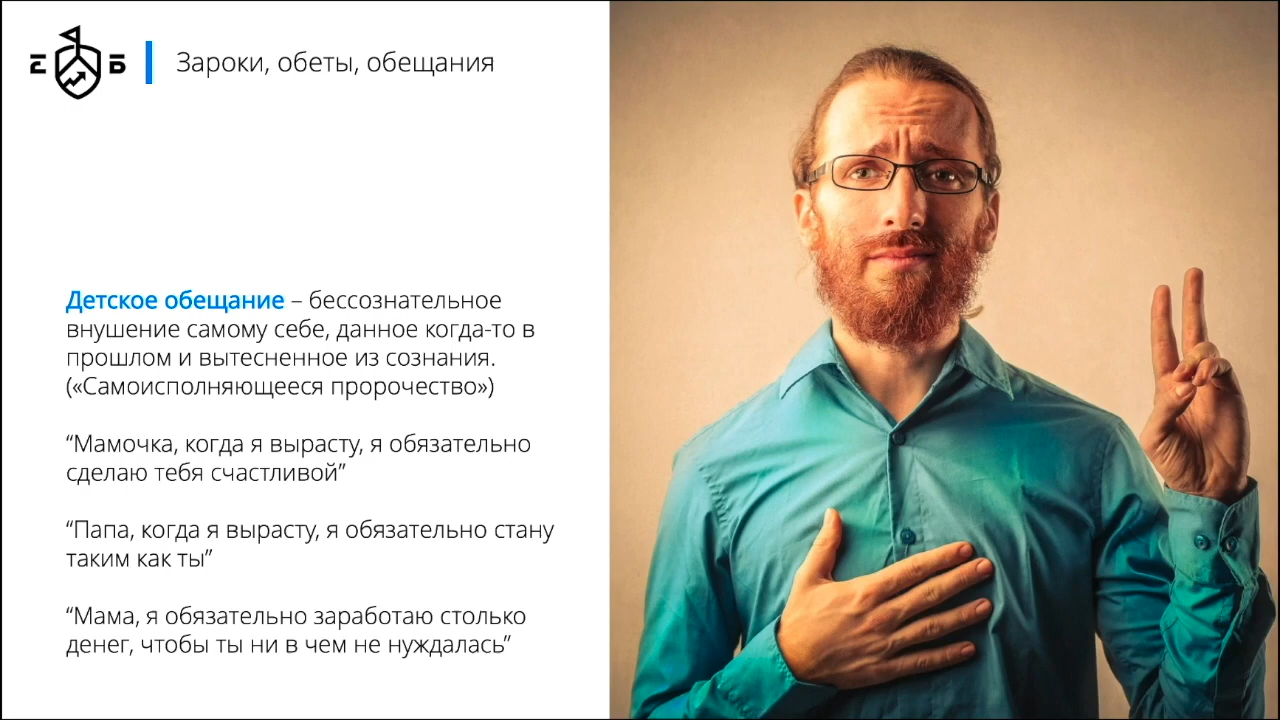 Е Б
Зароки, обеты, обещания
Детское обещание – бессознательное
внушение самому себе, данное когда-то в
прошлом и вытесненное из сознания.
(«Самоисполняющееся пророчество»)
“Мамочка, когда я вырасту, я обязательно
сделаю тебя счастливой”
“Папа, когда я вырасту, я обязательно стану
таким как ты”
“Мама, я обязательно заработаю столько
денег, чтобы ты ни в чем не нуждалась”